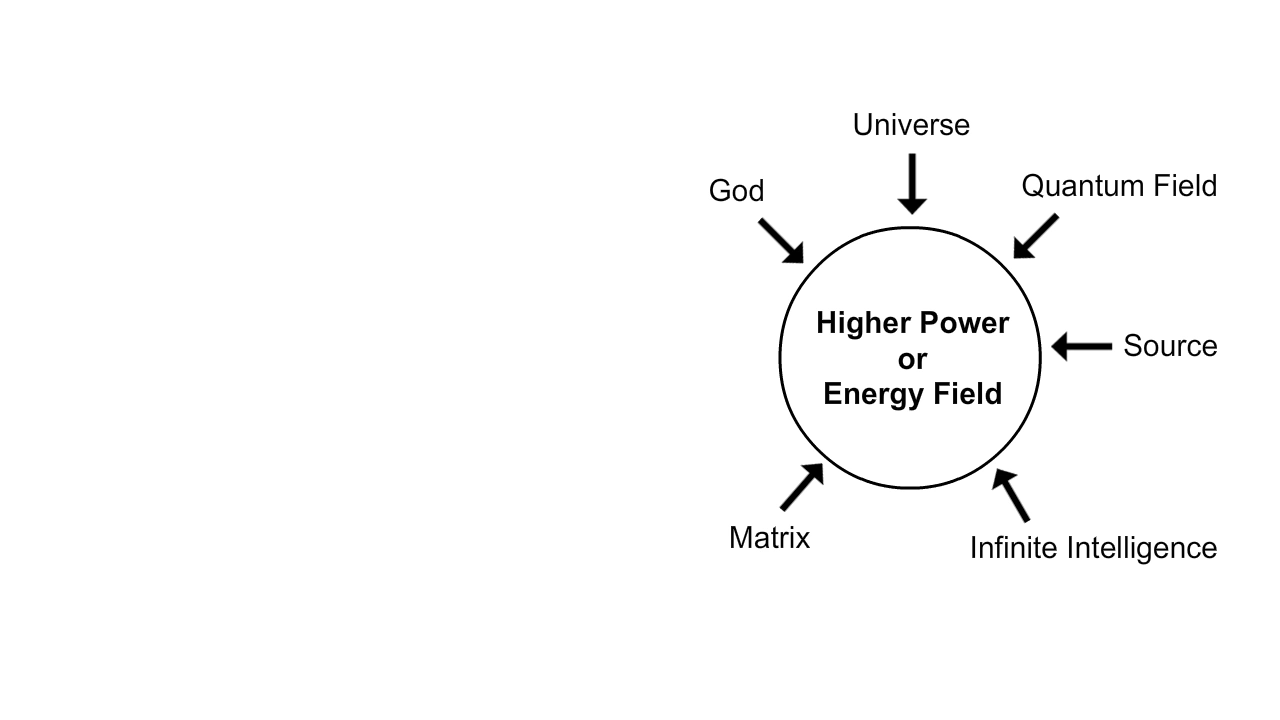 Universe
God
Quantum Field
Higher Power
or
Energy Field
Source
Matrix
Infinite Intelligence